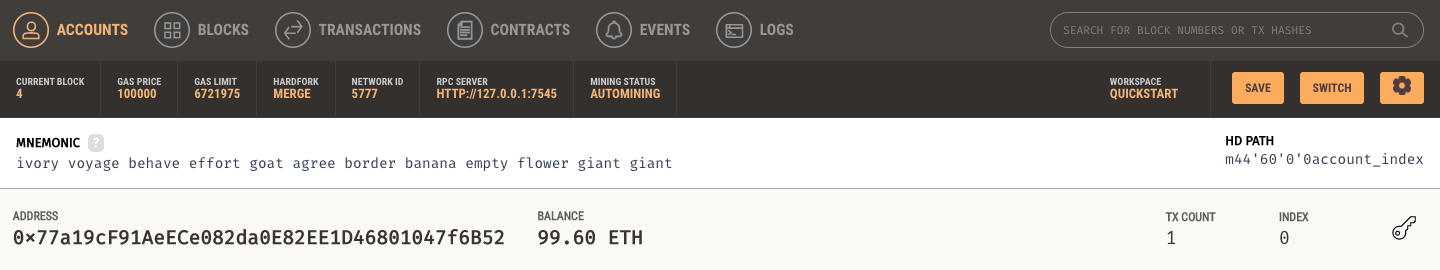 ACCOUNTS BLOCKS TRANSACTIONS CONTRACTS EVENTS LOGS SEARCH FOR BLOCK NUMBERS OR TX HASHES
CURRENT BLOCK GAS PRICE GAS LIMIT HARDFORK NETWORK ID RPC SERVER MINING STATUS WORKSPACE
4 100000 6721975 MERGE 5777 HTTP://127.0.0.1:7545 AUTOMINING QUICKSTART SAVE SWITCH
MNEMONIC ? HD PATH
ivory voyage behave effort goat agree border banana empty flower giant giant m44'60'0'0account_index
ADDRESS BALANCE TX COUNT INDEX
0×77a19cF91AeECe082da0E82EE1D46801047f6B52 99.60 ETH 1 0